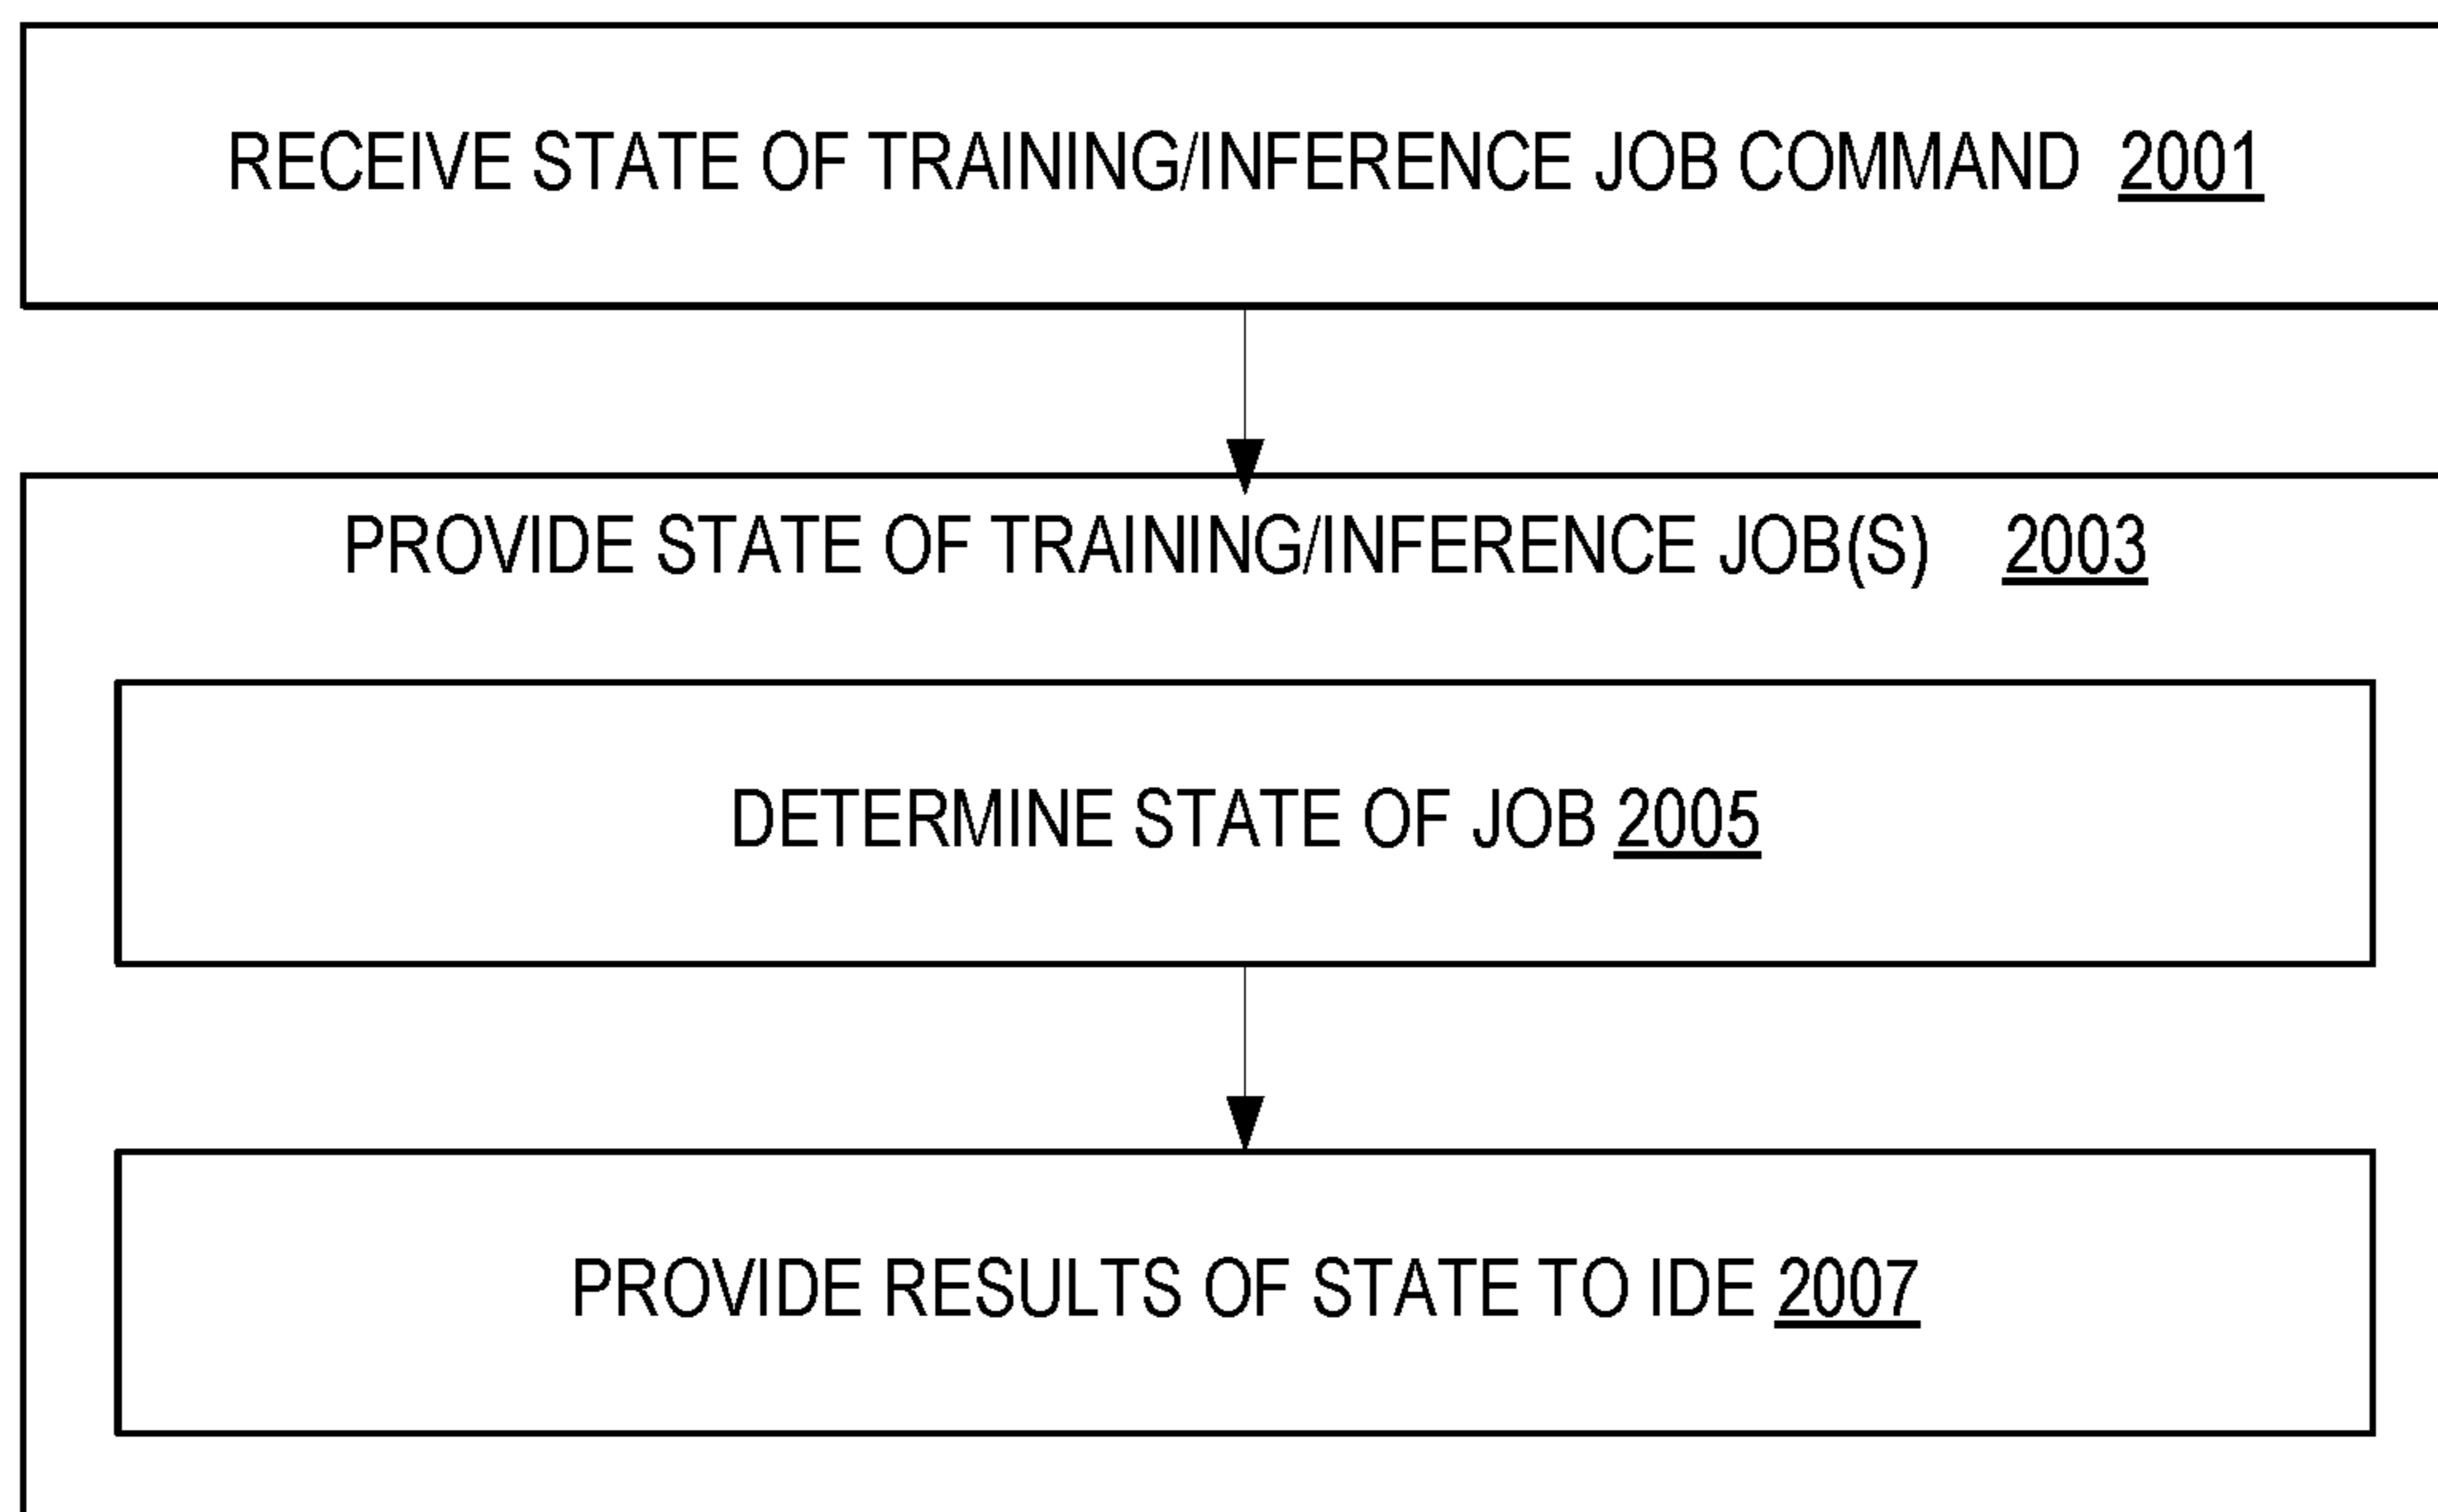 RECEIVE STATE OF TRAINING/INFERENCE JOB COMMAND 2001
PROVIDE STATE OF TRAINING/INFERENCE JOB(S) 2003
DETERMINE STATE OF JOB 2005
PROVIDE RESULTS OF STATE TO IDE 2007